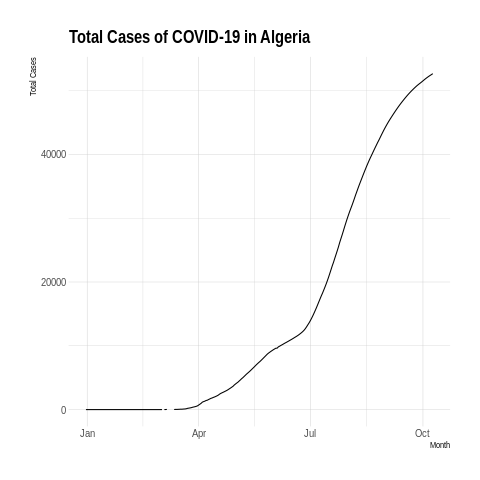 Total Cases of COVID-19 in Algeria
Total Cases
40000
20000
0
Jan Apr Jul Oct
Month